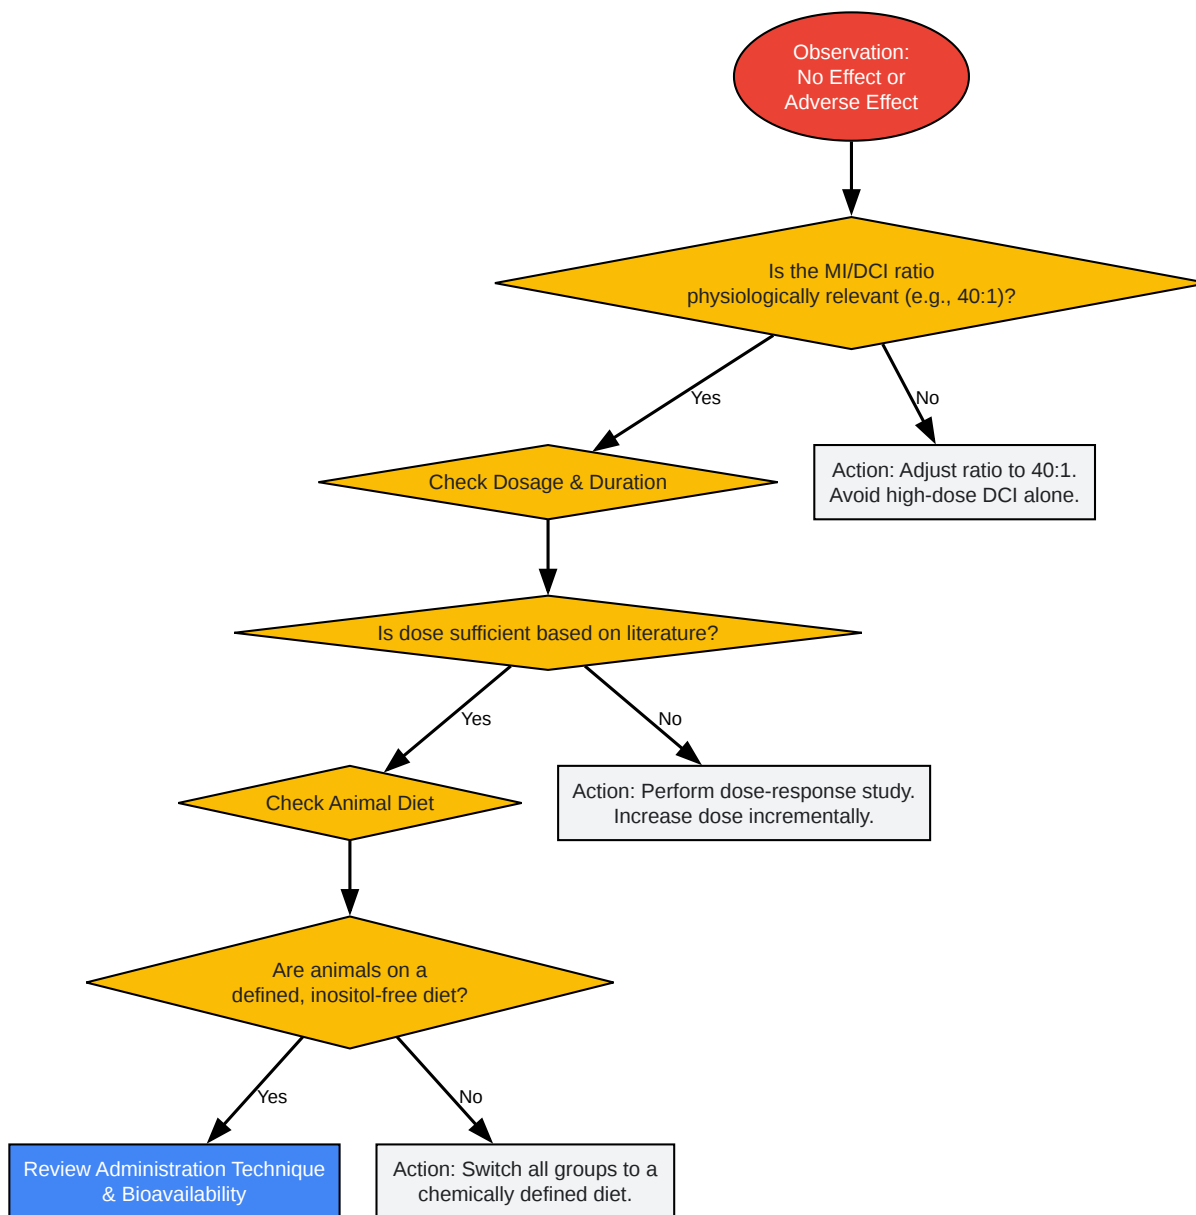 Observation:
No Effect or
Adverse Effect
Is the MI/DCI ratio
physiologically relevant (e.g., 40:1)?
Yes
No
Check Dosage & Duration
Action: Adjust ratio to 40:1.
Avoid high-dose DCI alone.
Is dose sufficient based on literature?
Yes
No
Check Animal Diet
Action: Perform dose-response study.
Increase dose incrementally.
Are animals on a
defined, inositol-free diet?
Yes
No
Review Administration Technique
& Bioavailability
Action: Switch all groups to a
chemically defined diet.